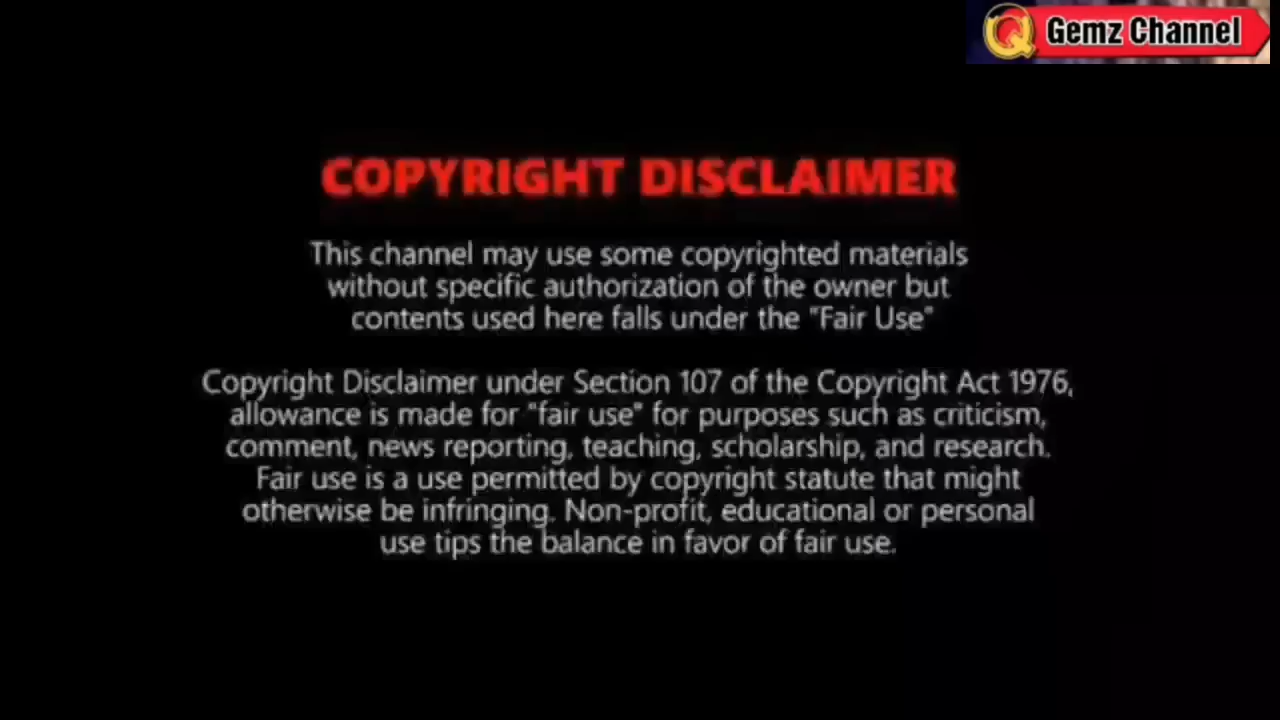 Gemz Channel
COPYRIGHT DISCLAIMER
This channel may use some copyrighted materials
without specific authorization of the owner but
contents used here falls under the "Fair Use"
Copyright Disclaimer under Section 107 of the Copyright Act 1976,
allowance is made for "fair use" for purposes such as criticism,
comment, news reporting, teaching, scholarship, and research.
Fair use is a use permitted by copyright statute that might
otherwise be infringing. Non-profit, educational or personal
use tips the balance in favor of fair use.